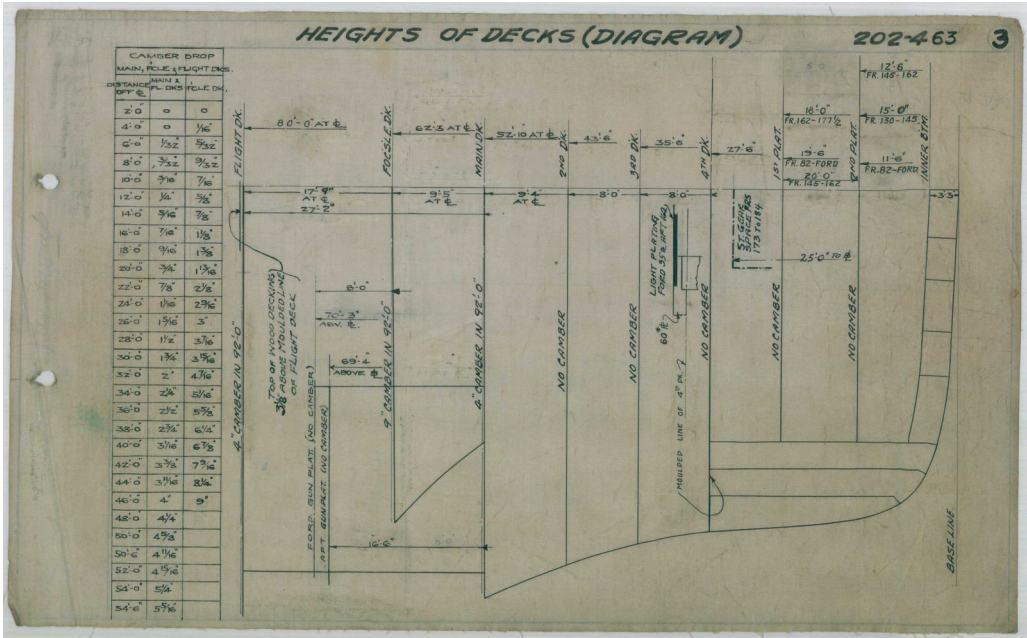 HEIGHTS OF DECKS (DIAGRAM)
202-463
3
CAMBER DROP
MAIN, F'CLE & FLIGHT DKS.
DISTANCE OFF ℄ | MAIN & FL. DKS | F'CLE DK.
2'-0" 0 0
4'-0" 0 1/16"
6'-0" 1/32 5/32"
8'-0" 3/32" 9/32"
10'-0" 3/16" 7/16"
12'-0" 1/4" 5/8"
14'-0" 5/16" 7/8"
16'-0" 7/16" 1 1/8"
18'-0" 9/16" 1 3/8"
20'-0" 3/4" 1 13/16"
22'-0" 7/8" 2 1/8"
24'-0" 1 1/16" 2 9/16"
26'-0" 1 5/16" 3"
28'-0" 1 1/2" 3 7/16"
30'-0" 1 3/4" 3 15/16"
32'-0" 2" 4 7/16"
34'-0" 2 1/4" 5 1/16"
36'-0" 2 1/2" 5 5/8"
38'-0" 2 3/4" 6 1/4"
40'-0" 3 1/16" 6 7/8"
42'-0" 3 3/8" 7 9/16"
44'-0" 3 11/16" 8 1/4"
46'-0" 4" 9"
48'-0" 4 1/4"
50'-0" 4 5/8"
50'-6" 4 11/16"
52'-0" 4 15/16"
54'-0" 5 1/4"
54'-6" 5 5/16"
FLIGHT DK.
80'-0" AT ℄
FOCSLE DK.
62'-3 AT ℄
MAIN DK.
52'-10 AT ℄
2ND DK.
43'-6"
3RD DK.
35'-6"
4TH DK.
27'-6"
1ST PLAT.
18'-0"
FR.162-177½
19'-6
FR.82-FORD
20'-0"
FR.145-162
2ND PLAT.
12'-6"
FR.145-162
15'-0"
FR.130-145
11'-6"
FR.82-FORD
INNER BTM.
17'-9"
AT ℄
27'-2"
9'-5"
AT ℄
9'-4"
AT ℄
8'-0"
8'-0"
3'-3"
TOP OF WOOD DECKING
3⅛" ABOVE MOULDED LINE
OF FLIGHT DECK
8'-0"
70'-3"
ABV. ℄
69'-4
ABOVE ℄
LIGHT PLATING
60#
ST. GEAR
SPACE FRS
173 TO 184
25'-0" TO ℄
4" CAMBER IN 92'-0"
FORD. GUN PLAT. (NO CAMBER)
AFT. GUN PLAT (NO CAMBER)
9" CAMBER IN 92'-0"
4" CAMBER IN 92'-0"
NO CAMBER
NO CAMBER
NO CAMBER
NO CAMBER
NO CAMBER
MOULDED LINE OF 4TH DK.
16'-6"
BASE LINE